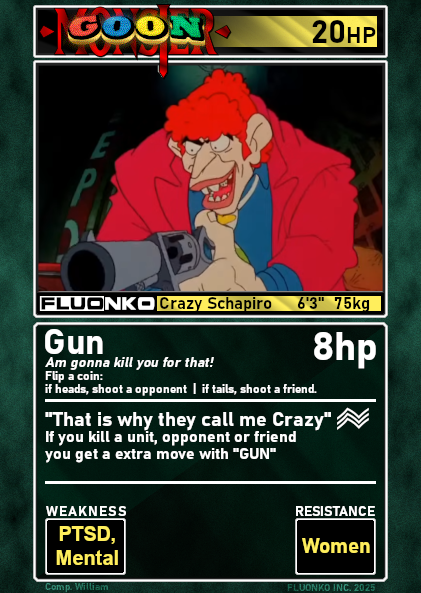 MONSTER
GOON
20HP
EPO
FLUONKO Crazy Schapiro 6'3" 75kg
Gun 8hp
Am gonna kill you for that!
Flip a coin:
if heads, shoot a opponent | if tails, shoot a friend.
"That is why they call me Crazy"
If you kill a unit, opponent or friend
you get a extra move with "GUN"
WEAKNESS RESISTANCE
PTSD,
Mental
Women
Comp. William FLUONKO INC. 2025